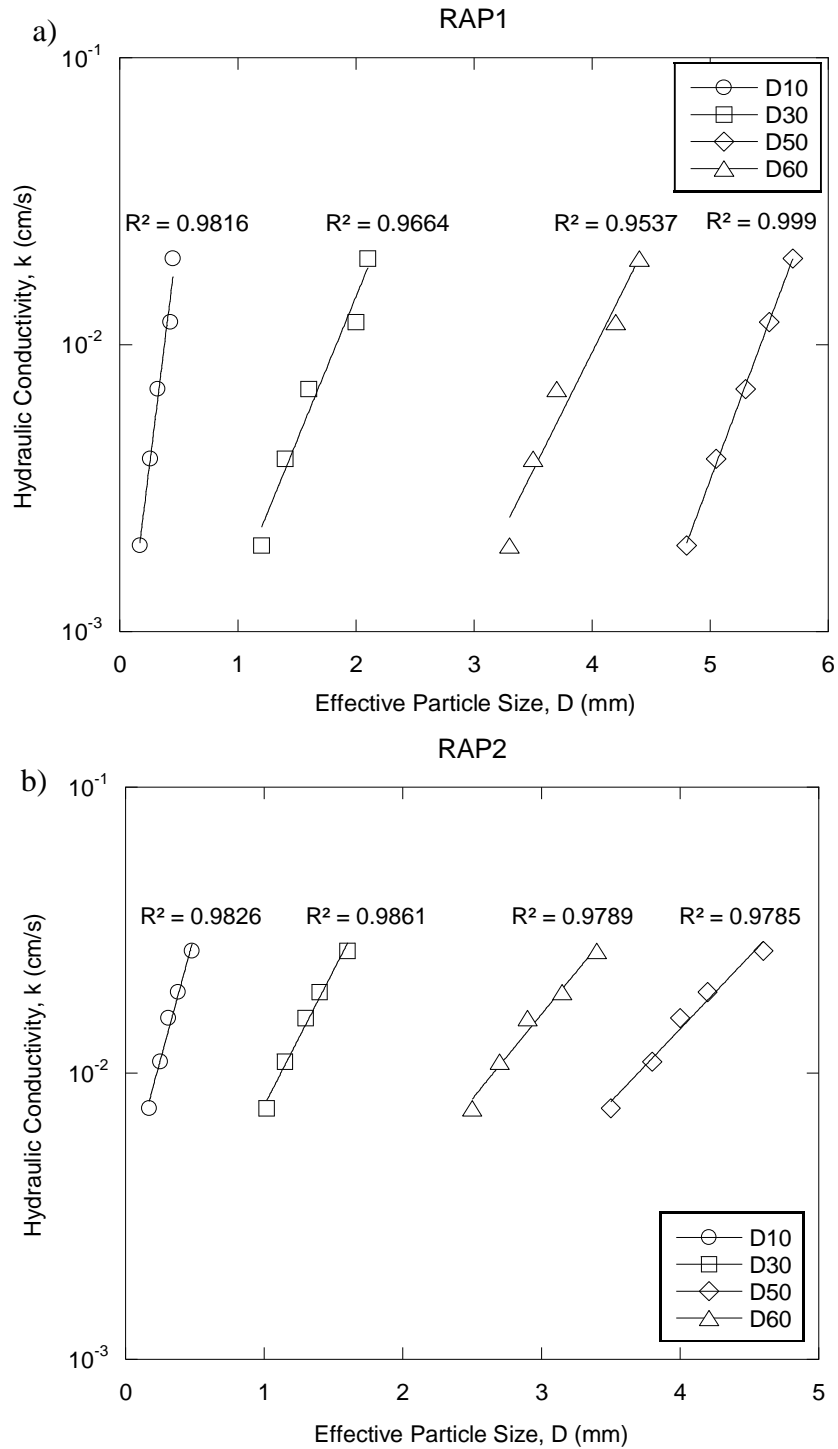 a)
RAP1
10⁻¹
D10
D30
D50
D60
R² = 0.9816
R² = 0.9664
R² = 0.9537
R² = 0.999
Hydraulic Conductivity, k (cm/s)
10⁻²
10⁻³
0 1 2 3 4 5 6
Effective Particle Size, D (mm)
RAP2
b)
10⁻¹
R² = 0.9826
R² = 0.9861
R² = 0.9789
R² = 0.9785
Hydraulic Conductivity, k (cm/s)
10⁻²
D10
D30
D50
D60
10⁻³
0 1 2 3 4 5
Effective Particle Size, D (mm)